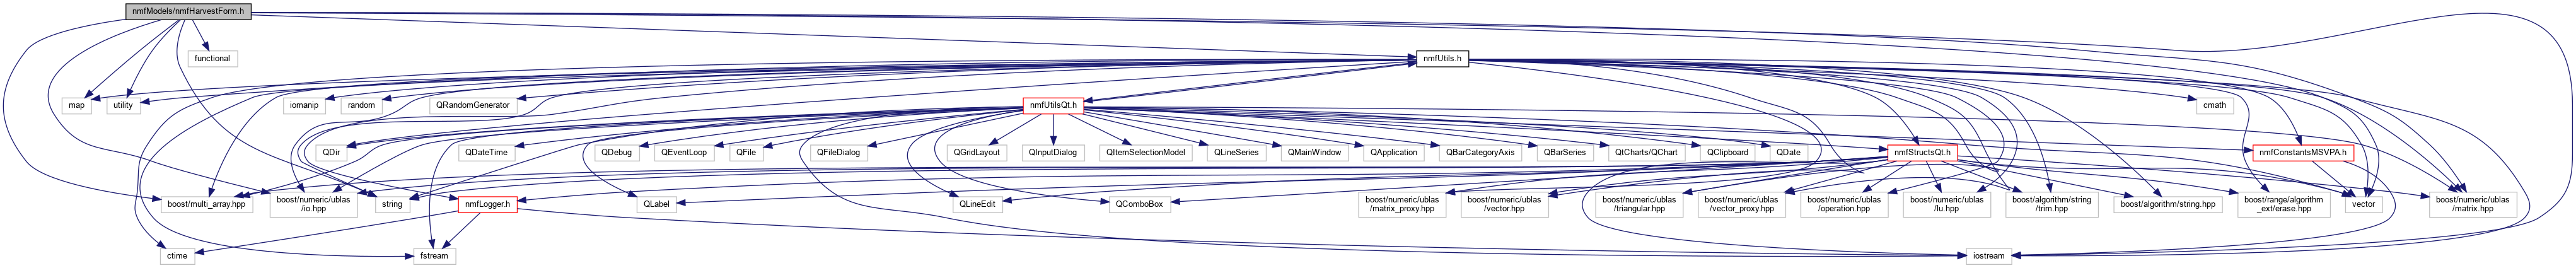 nmfModels/nmfHarvestForm.h
functional
nmfUtils.h
map
utility
iomanip
random
QRandomGenerator
nmfUtilsQt.h
cmath
QDir
QDateTime
QDebug
QEventLoop
QFile
QFileDialog
QGridLayout
QInputDialog
QItemSelectionModel
QLineSeries
QMainWindow
QApplication
QBarCategoryAxis
QBarSeries
QtCharts/QChart
QClipboard
QDate
nmfStructsQt.h
nmfConstantsMSVPA.h
boost/multi_array.hpp
boost/numeric/ublas
/io.hpp
string
nmfLogger.h
QLabel
QLineEdit
QComboBox
boost/numeric/ublas
/matrix_proxy.hpp
boost/numeric/ublas
/vector.hpp
boost/numeric/ublas
/triangular.hpp
boost/numeric/ublas
/vector_proxy.hpp
boost/numeric/ublas
/operation.hpp
boost/numeric/ublas
/lu.hpp
boost/algorithm/string
/trim.hpp
boost/algorithm/string.hpp
boost/range/algorithm
_ext/erase.hpp
vector
boost/numeric/ublas
/matrix.hpp
ctime
fstream
iostream